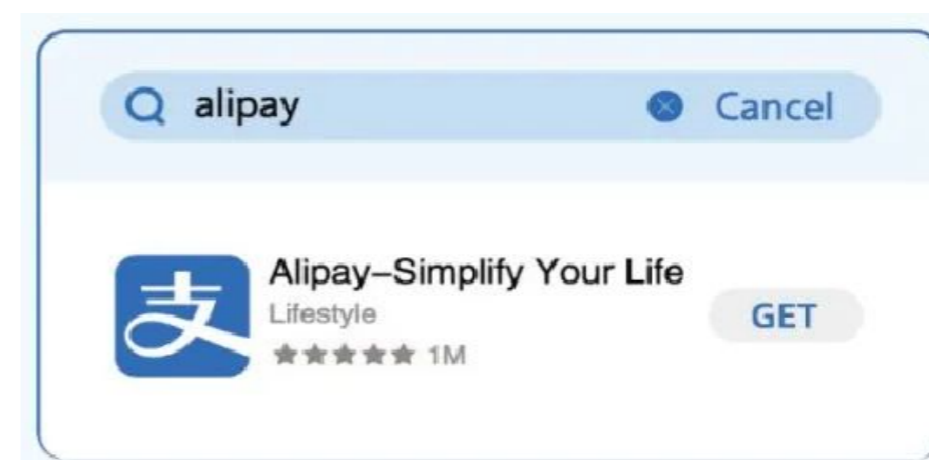 alipay Cancel
支
Alipay–Simplify Your Life
Lifestyle
GET
1M